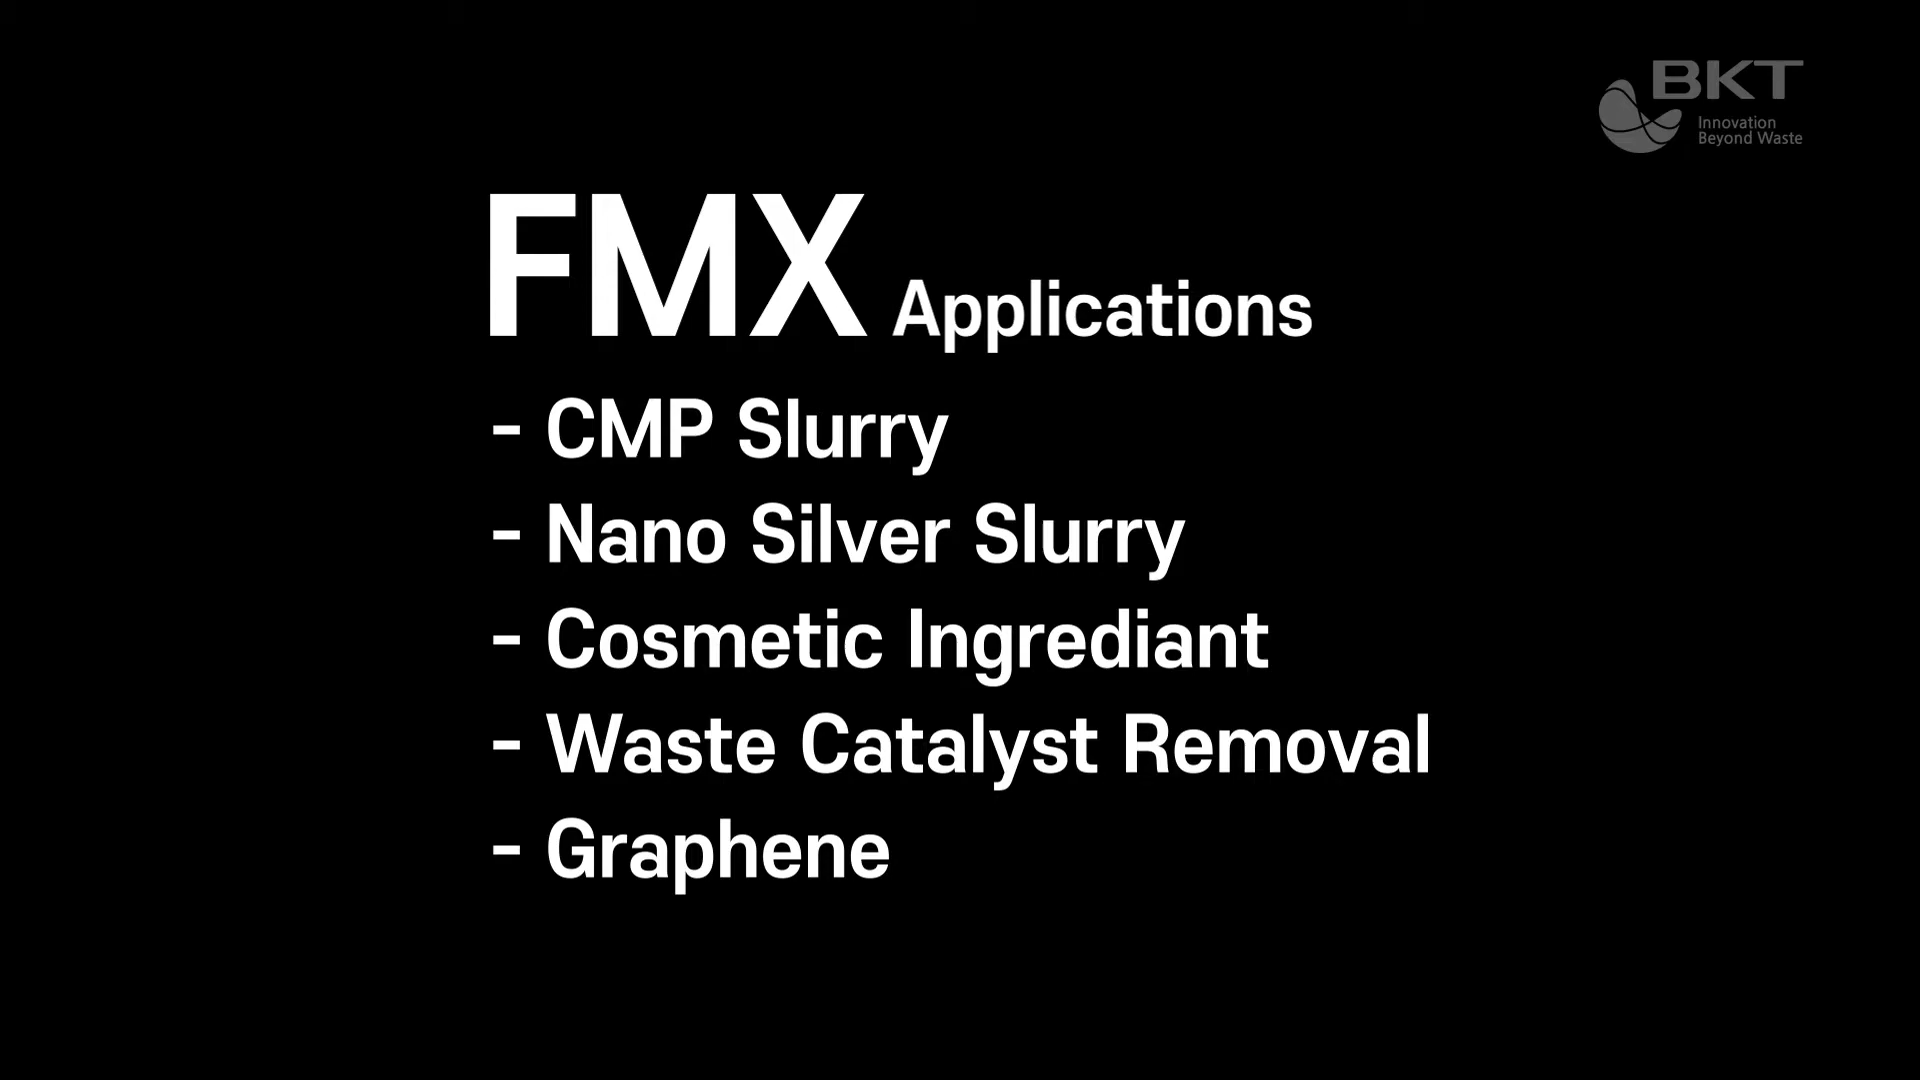 BKT
Innovation
Beyond Waste
FMX Applications
- CMP Slurry
- Nano Silver Slurry
- Cosmetic Ingrediant
- Waste Catalyst Removal
- Graphene